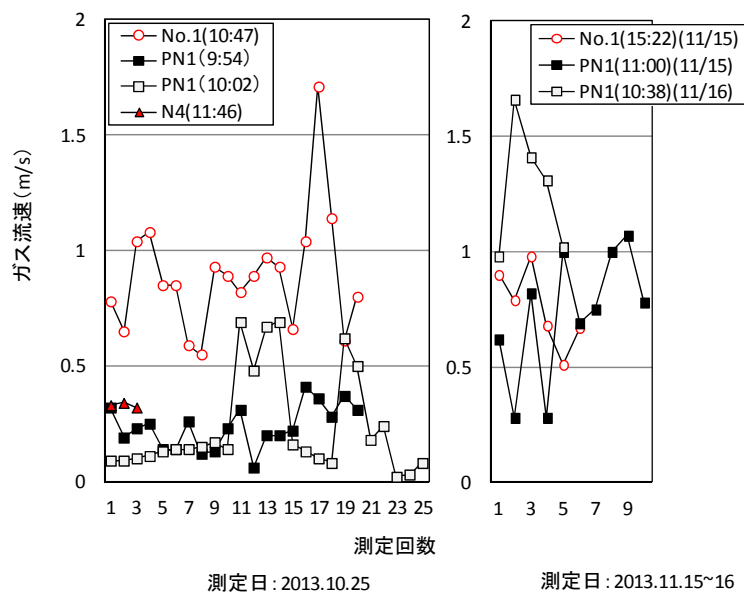 No.1(10:47)
PN1(9:54)
PN1(10:02)
N4(11:46)
2
1.5
1
0.5
0
ガス流速(m/s)
1 3 5 7 9 11 13 15 17 19 21 23 25
No.1(15:22)(11/15)
PN1(11:00)(11/15)
PN1(10:38)(11/16)
2
1.5
1
0.5
0
1 3 5 7 9
測定回数
測定日:2013.10.25
測定日:2013.11.15~16